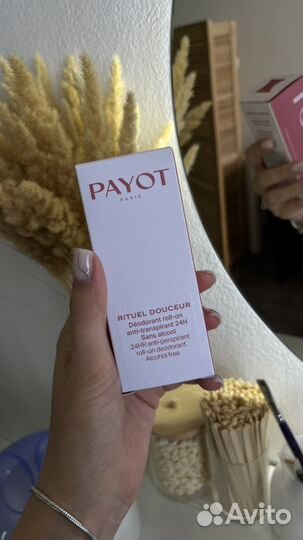 PAYOT
PARIS
RITUEL DOUCEUR
Déodorant roll-on
anti-transpirant 24H
Sans alcool
24HR anti-perspirant
roll-on deodorant
Alcohol free
Avito